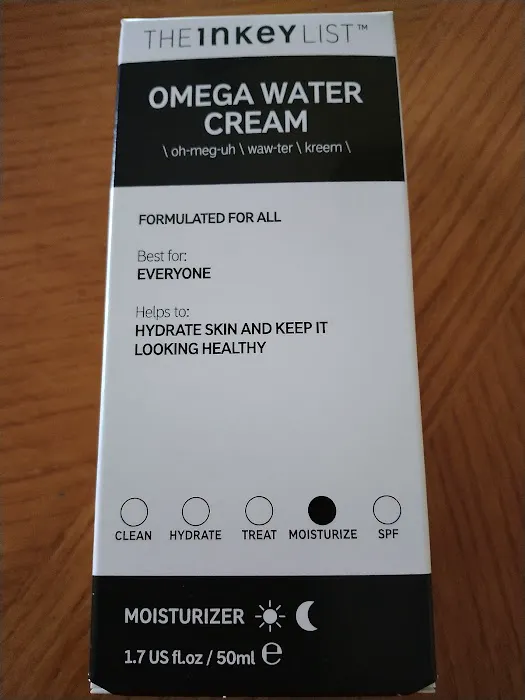 THE INKEY LIST™
OMEGA WATER
CREAM
\ oh-meg-uh \ waw-ter \ kreem \
FORMULATED FOR ALL
Best for:
EVERYONE
Helps to:
HYDRATE SKIN AND KEEP IT
LOOKING HEALTHY
CLEAN HYDRATE TREAT MOISTURIZE SPF
MOISTURIZER
1.7 US fl.oz / 50ml ℮